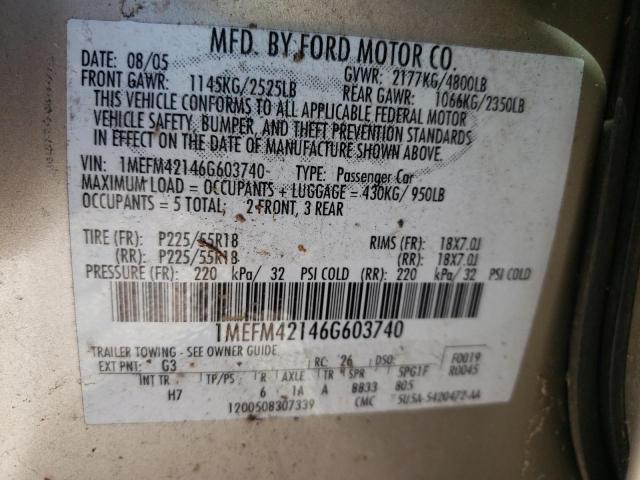 MFD. BY FORD MOTOR CO.
DATE: 08/05 GVWR: 2177KG/4800LB
FRONT GAWR: 1145KG/2525LB REAR GAWR: 1066KG/2350LB
THIS VEHICLE CONFORMS TO ALL APPLICABLE FEDERAL MOTOR
VEHICLE SAFETY, BUMPER, AND THEFT PREVENTION STANDARDS
IN EFFECT ON THE DATE OF MANUFACTURE SHOWN ABOVE.
VIN: 1MEFM42146G603740- TYPE: Passenger Car
MAXIMUM LOAD = OCCUPANTS + LUGGAGE = 430KG/ 950LB
OCCUPANTS = 5 TOTAL; 2 FRONT, 3 REAR
TIRE (FR): P225/55R18 RIMS (FR): 18X7.0J
(RR): P225/55R18 (RR): 18X7.0J
PRESSURE (FR): 220 kPa/ 32 PSI COLD (RR): 220 kPa/ 32 PSI COLD
1MEFM42146G603740
TRAILER TOWING - SEE OWNER GUIDE
EXT PNT: G3 RC: 26 DSO: F0019
R0045
INT TR TP/PS R AXLE TR SPR SPG1F
H7 6 1A A BB33 B05
1200508307339 CMC 5U5A-5420472-AA